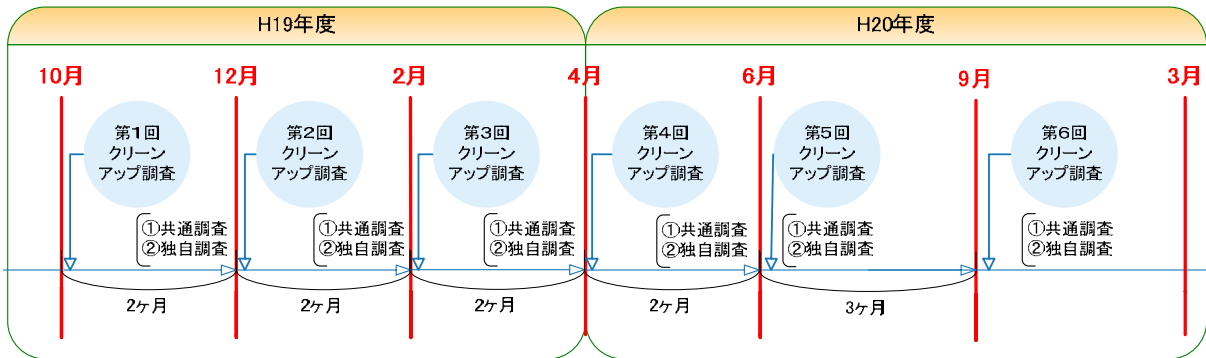 H19年度
H20年度
10月
12月
2月
4月
6月
9月
3月
第1回
クリーン
アップ調査
第2回
クリーン
アップ調査
第3回
クリーン
アップ調査
第4回
クリーン
アップ調査
第5回
クリーン
アップ調査
第6回
クリーン
アップ調査
①共通調査
②独自調査
①共通調査
②独自調査
①共通調査
②独自調査
①共通調査
②独自調査
①共通調査
②独自調査
①共通調査
②独自調査
2ヶ月
2ヶ月
2ヶ月
2ヶ月
3ヶ月